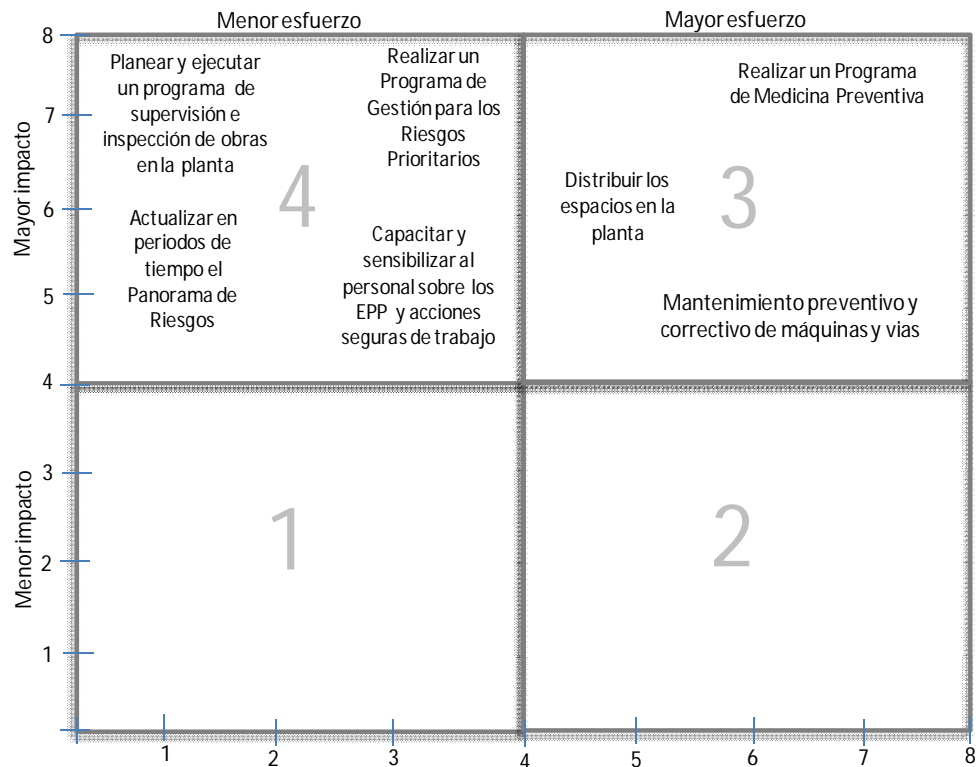 Menor esfuerzo
Mayor esfuerzo
8
7
6
5
4
3
2
1
Mayor impacto
Menor impacto
Planear y ejecutar
un programa de
supervisión e
inspección de obras
en la planta
Realizar un
Programa de
Gestión para los
Riesgos
Prioritarios
4
Actualizar en
periodos de
tiempo el
Panorama de
Riesgos
Capacitar y
sensibilizar al
personal sobre los
EPP y acciones
seguras de trabajo
Realizar un Programa
de Medicina Preventiva
Distribuir los
espacios en la
planta
3
Mantenimiento preventivo y
correctivo de máquinas y vias
1
2
1
2
3
4
5
6
7
8